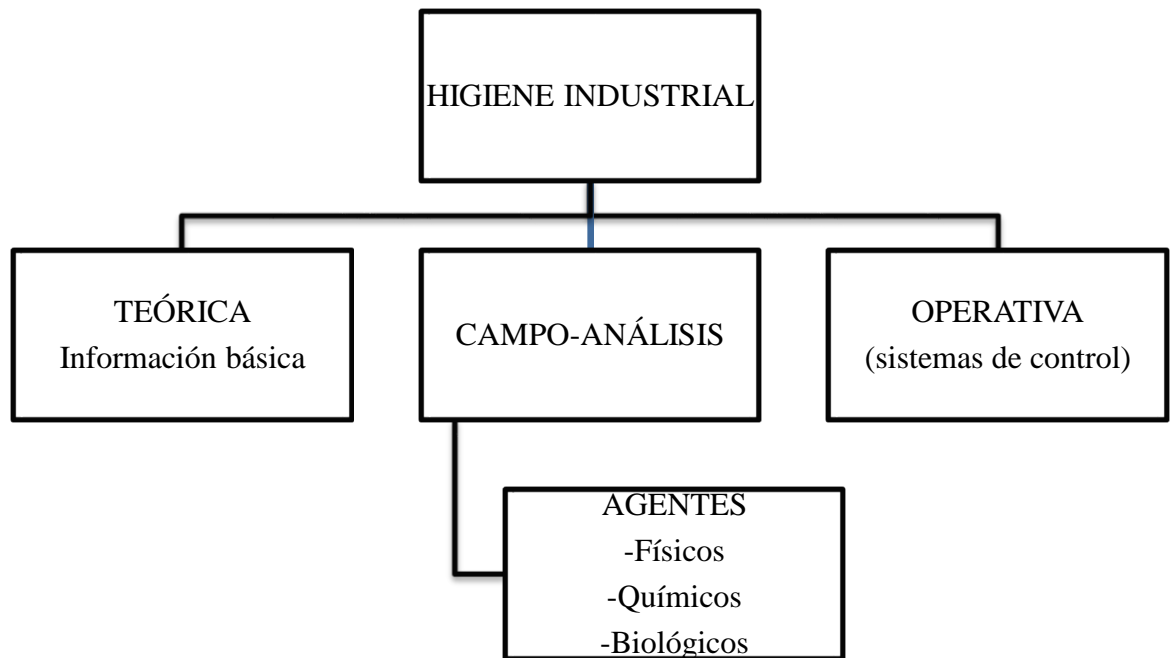 HIGIENE INDUSTRIAL
TEÓRICA
Información básica
CAMPO-ANÁLISIS
OPERATIVA
(sistemas de control)
AGENTES
-Físicos
-Químicos
-Biológicos